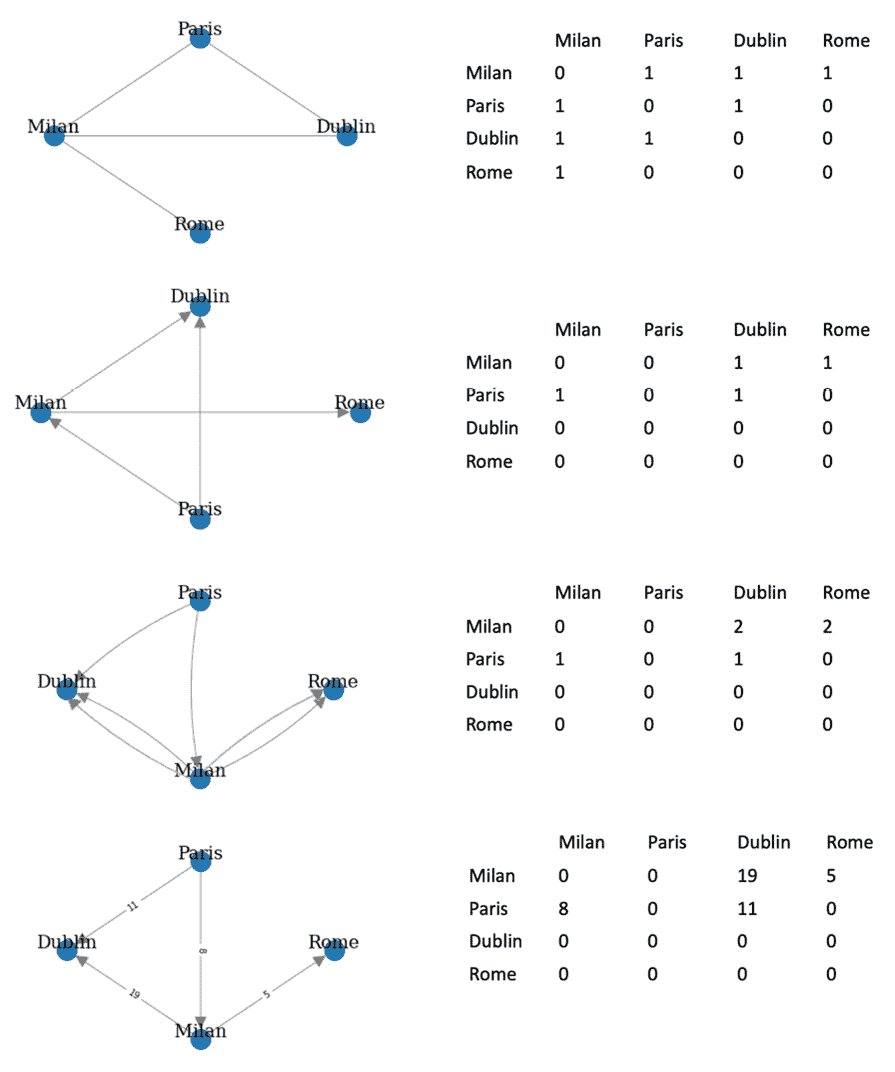 Paris
Milan
Dublin
Rome
Milan Paris Dublin Rome
Milan 0 1 1 1
Paris 1 0 1 0
Dublin 1 1 0 0
Rome 1 0 0 0
Dublin
Milan
Rome
Paris
Milan Paris Dublin Rome
Milan 0 0 1 1
Paris 1 0 1 0
Dublin 0 0 0 0
Rome 0 0 0 0
Paris
Dublin
Rome
Milan
Milan Paris Dublin Rome
Milan 0 0 2 2
Paris 1 0 1 0
Dublin 0 0 0 0
Rome 0 0 0 0
Paris
11
Dublin
8
Rome
19
5
Milan
Milan Paris Dublin Rome
Milan 0 0 19 5
Paris 8 0 11 0
Dublin 0 0 0 0
Rome 0 0 0 0